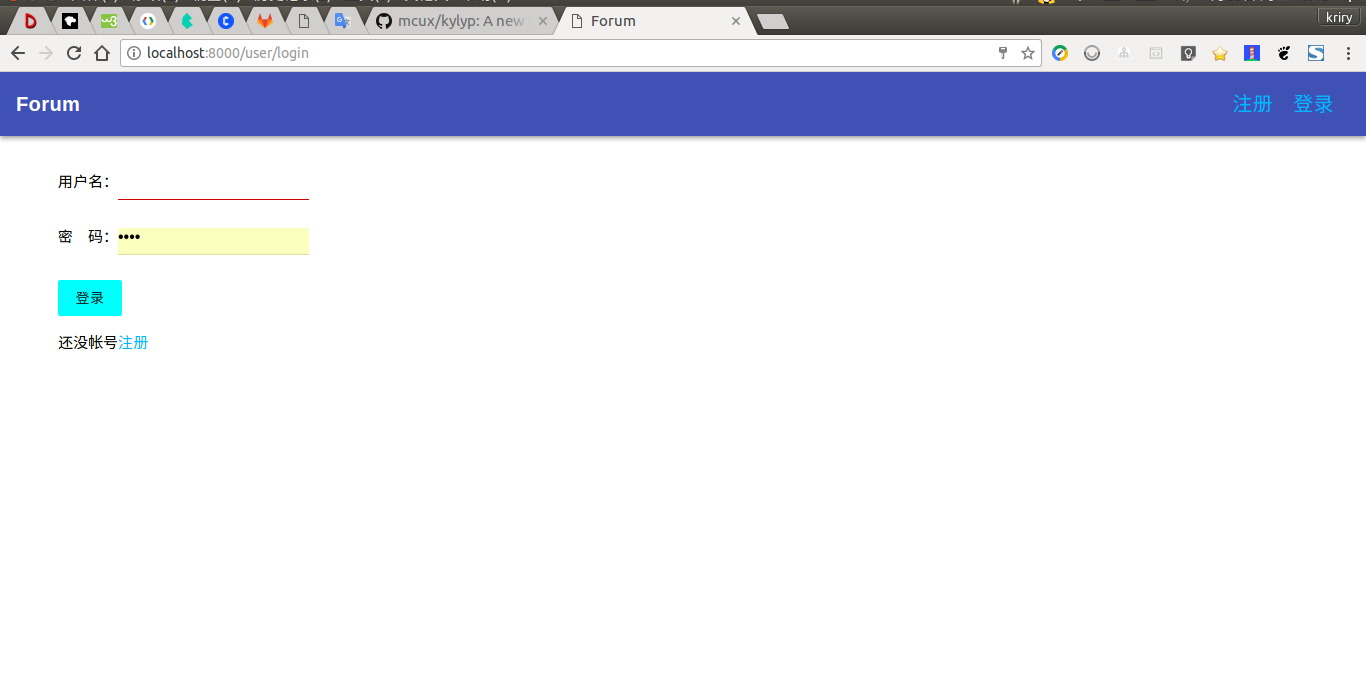 kriry
mcux/kylyp: A new
Forum
localhost:8000/user/login
Forum
注册 登录
用户名:
密 码: ••••
登录
还没帐号注册